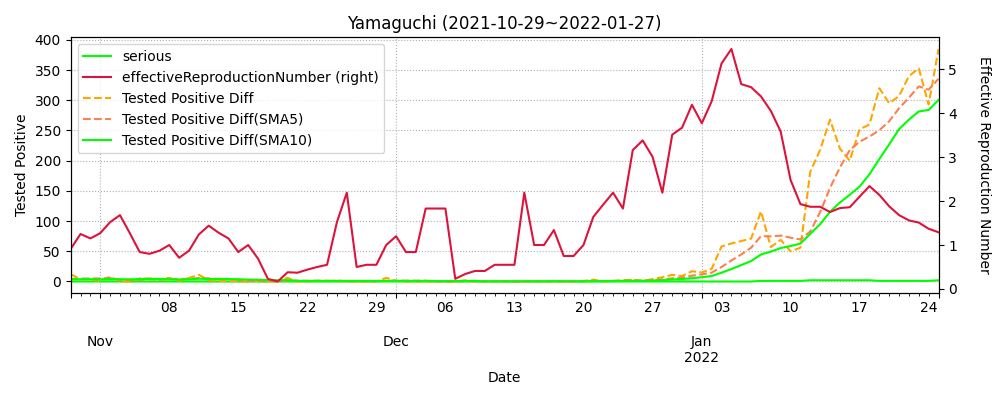 Yamaguchi (2021-10-29~2022-01-27)
serious
effectiveReproductionNumber (right)
Tested Positive Diff
Tested Positive Diff(SMA5)
Tested Positive Diff(SMA10)
Tested Positive
400
350
300
250
200
150
100
50
0
5
4
3
2
1
0
Effective Reproduction Number
08 15 22 29 06 13 20 27 03 10 17 24
Nov Dec Jan
2022
Date